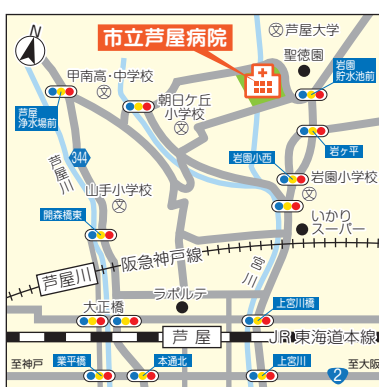 N
市立芦屋病院
芦屋大学
聖徳園
岩園
貯水池前
甲南高・中学校
朝日ケ丘
小学校
芦屋
浄水場前
344
芦屋川
岩ヶ平
岩園小西
岩園小学校
山手小学校
開森橋東
いかり
スーパー
宮川
阪急神戸線
芦屋川
ラポルテ
大正橋
上宮川橋
芦屋
JR東海道本線
至神戸
業平橋
本通北
上宮川
2
至大阪